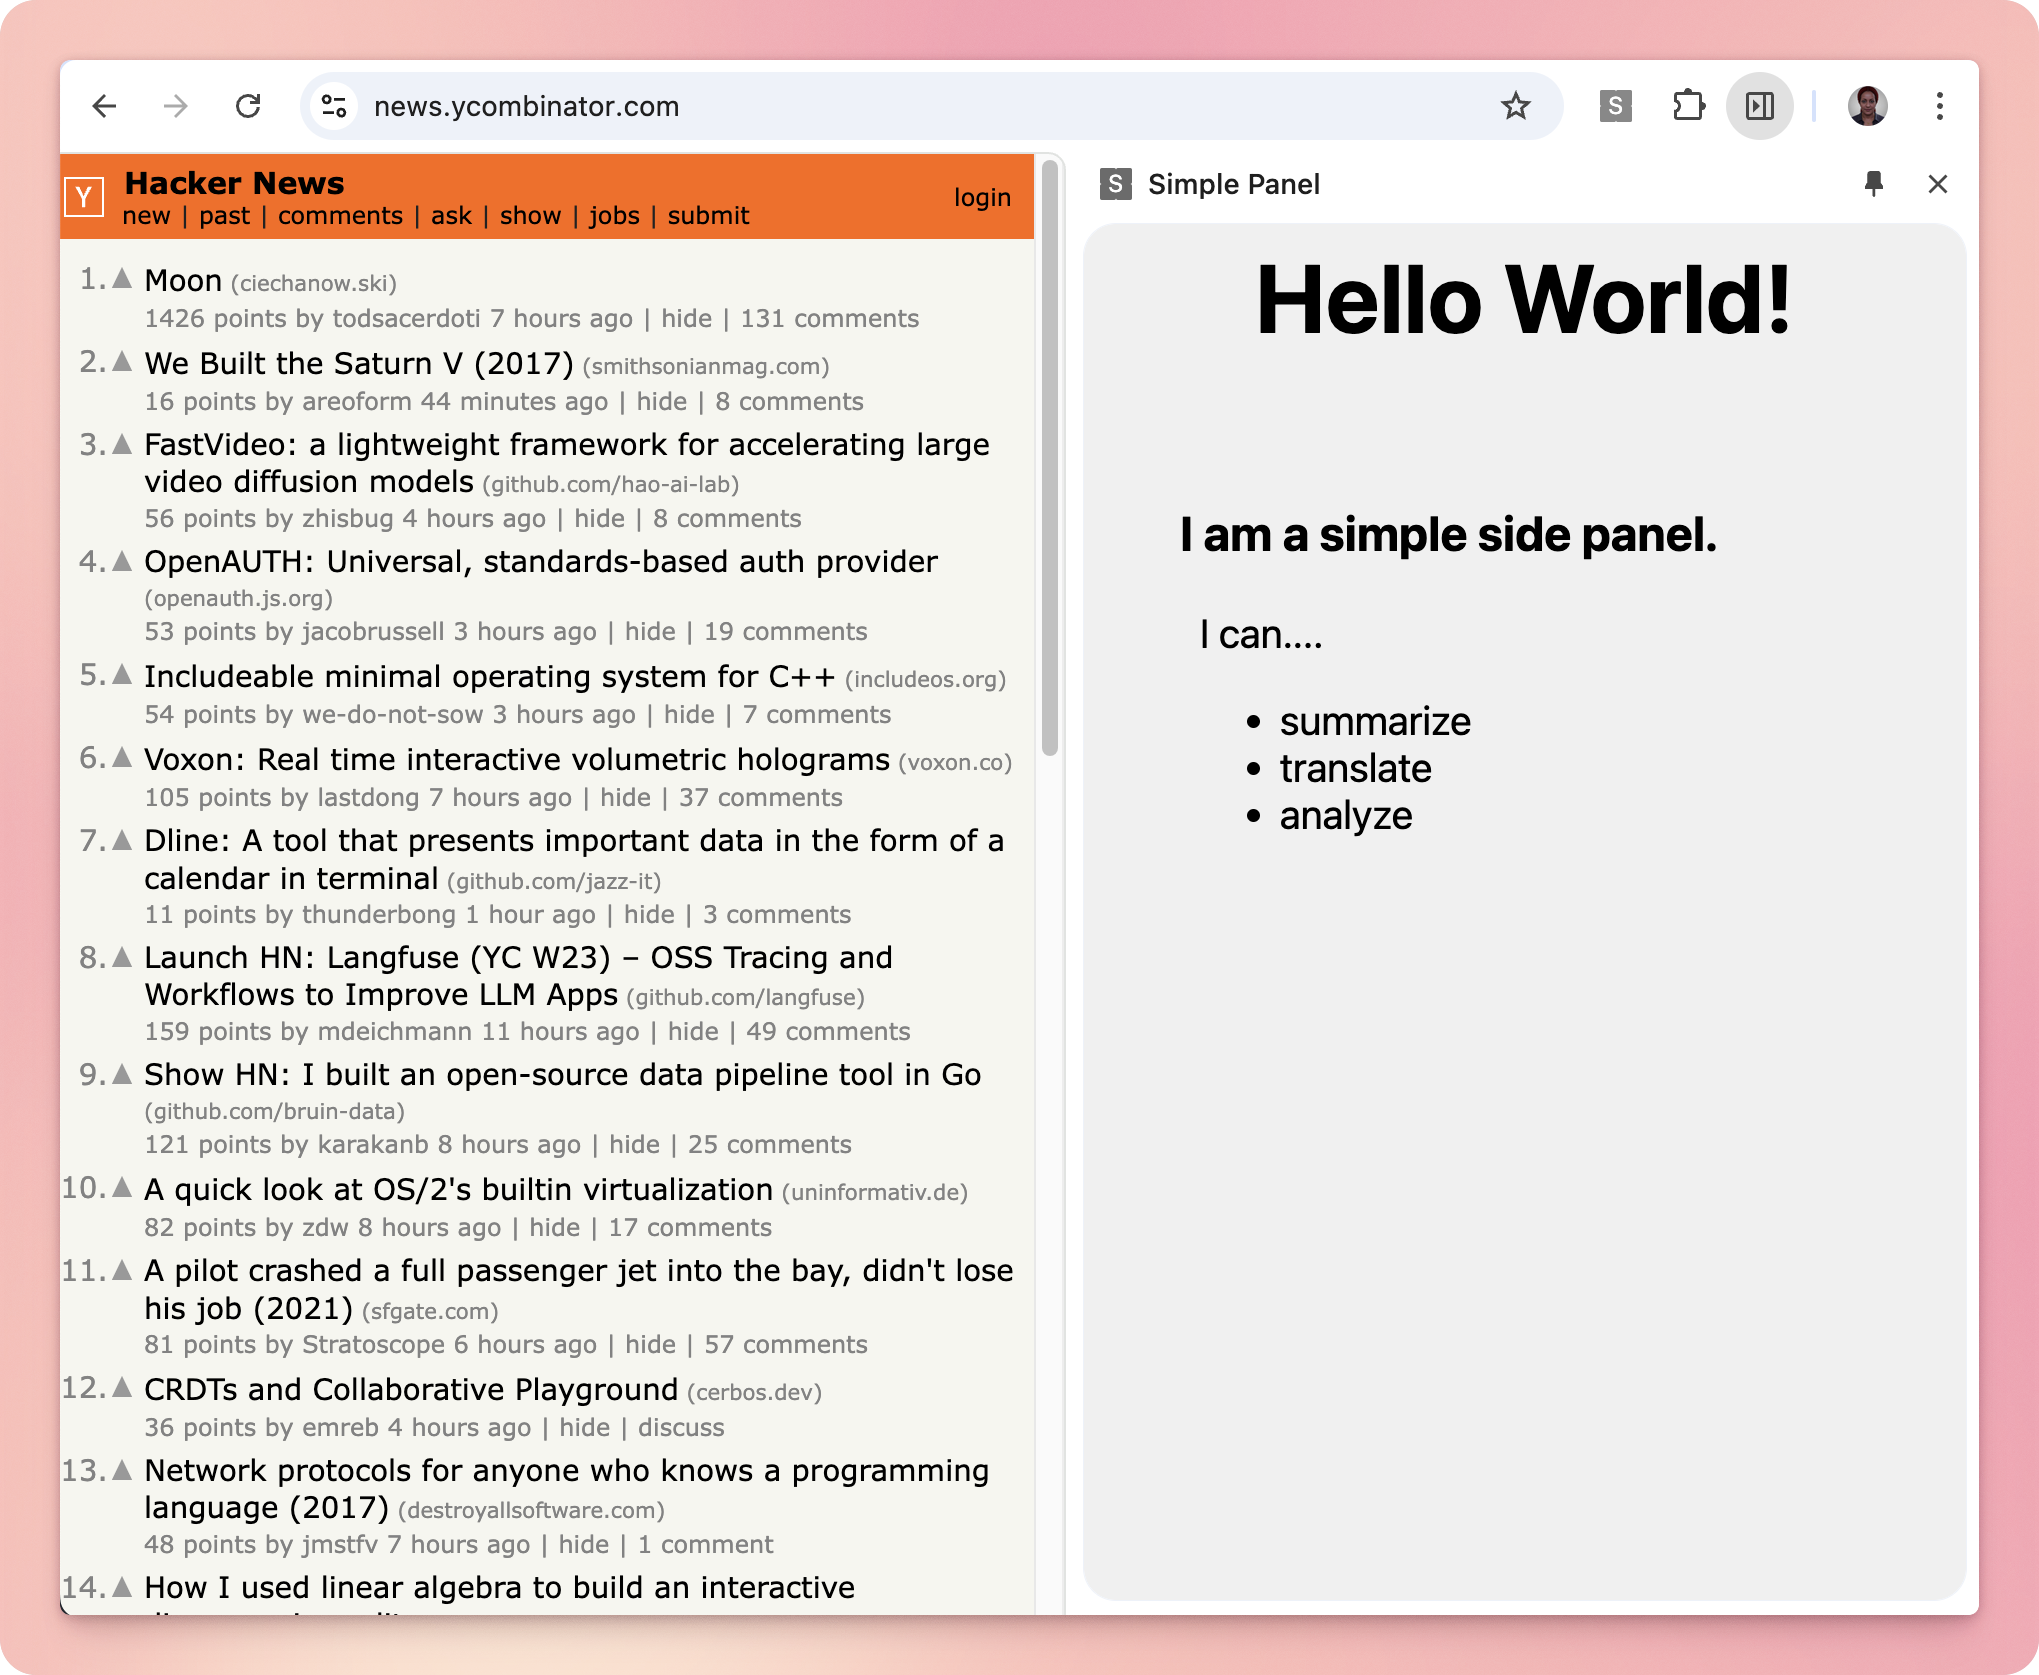 news.ycombinator.com
S
Y
Hacker News
new | past | comments | ask | show | jobs | submit
login
1. Moon (ciechanow.ski)
1426 points by todsacerdoti 7 hours ago | hide | 131 comments
2. We Built the Saturn V (2017) (smithsonianmag.com)
16 points by areoform 44 minutes ago | hide | 8 comments
3. FastVideo: a lightweight framework for accelerating large
video diffusion models (github.com/hao-ai-lab)
56 points by zhisbug 4 hours ago | hide | 8 comments
4. OpenAUTH: Universal, standards-based auth provider
(openauth.js.org)
53 points by jacobrussell 3 hours ago | hide | 19 comments
5. Includeable minimal operating system for C++ (includeos.org)
54 points by we-do-not-sow 3 hours ago | hide | 7 comments
6. Voxon: Real time interactive volumetric holograms (voxon.co)
105 points by lastdong 7 hours ago | hide | 37 comments
7. Dline: A tool that presents important data in the form of a
calendar in terminal (github.com/jazz-it)
11 points by thunderbong 1 hour ago | hide | 3 comments
8. Launch HN: Langfuse (YC W23) – OSS Tracing and
Workflows to Improve LLM Apps (github.com/langfuse)
159 points by mdeichmann 11 hours ago | hide | 49 comments
9. Show HN: I built an open-source data pipeline tool in Go
(github.com/bruin-data)
121 points by karakanb 8 hours ago | hide | 25 comments
10. A quick look at OS/2's builtin virtualization (uninformativ.de)
82 points by zdw 8 hours ago | hide | 17 comments
11. A pilot crashed a full passenger jet into the bay, didn't lose
his job (2021) (sfgate.com)
81 points by Stratoscope 6 hours ago | hide | 57 comments
12. CRDTs and Collaborative Playground (cerbos.dev)
36 points by emreb 4 hours ago | hide | discuss
13. Network protocols for anyone who knows a programming
language (2017) (destroyallsoftware.com)
48 points by jmstfv 7 hours ago | hide | 1 comment
14. How I used linear algebra to build an interactive
S Simple Panel
Hello World!
I am a simple side panel.
I can....
• summarize
• translate
• analyze